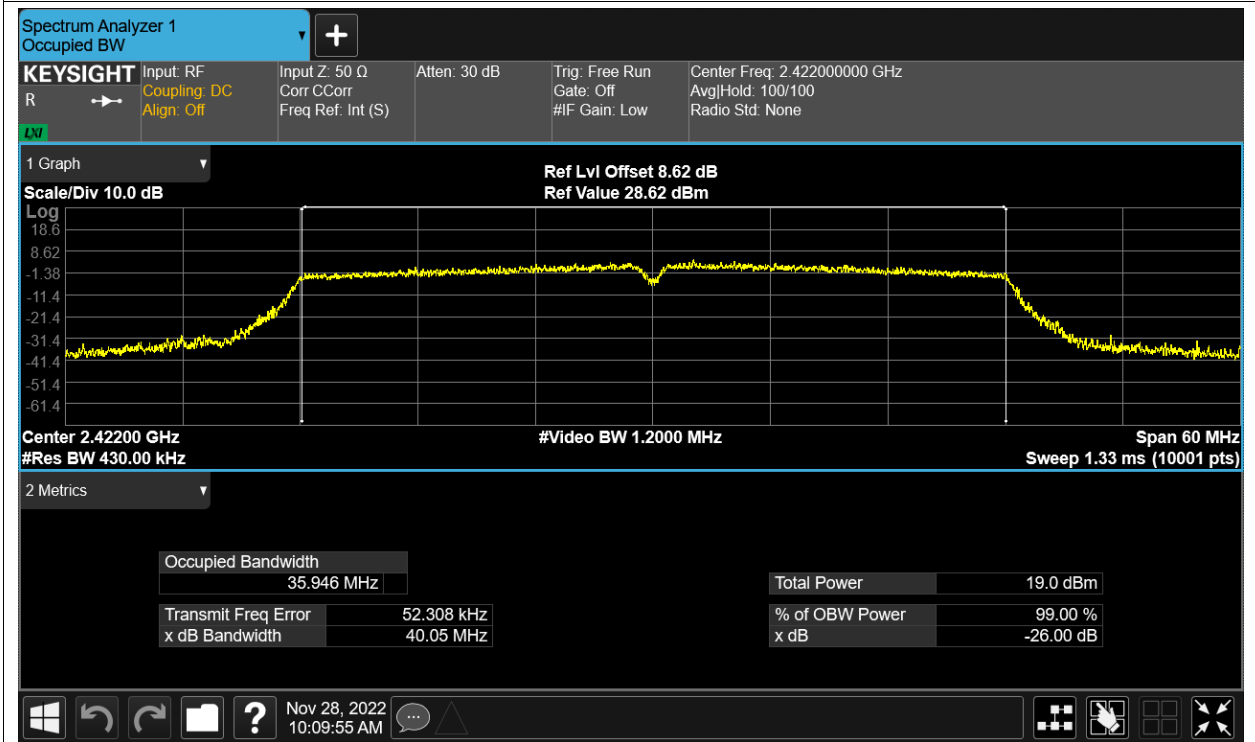 Spectrum Analyzer 1
Occupied BW
KEYSIGHT
R
LXI
Input: RF
Coupling: DC
Align: Off
Input Z: 50 Ω
Corr CCorr
Freq Ref: Int (S)
Atten: 30 dB
Trig: Free Run
Gate: Off
#IF Gain: Low
Center Freq: 2.422000000 GHz
Avg|Hold: 100/100
Radio Std: None
1 Graph
Scale/Div 10.0 dB
Ref Lvl Offset 8.62 dB
Ref Value 28.62 dBm
Log
18.6
8.62
-1.38
-11.4
-21.4
-31.4
-41.4
-51.4
-61.4
Center 2.42200 GHz
#Video BW 1.2000 MHz
Span 60 MHz
#Res BW 430.00 kHz
Sweep 1.33 ms (10001 pts)
2 Metrics
Occupied Bandwidth
35.946 MHz
Transmit Freq Error 52.308 kHz
x dB Bandwidth 40.05 MHz
Total Power 19.0 dBm
% of OBW Power 99.00 %
x dB -26.00 dB
?
Nov 28, 2022
10:09:55 AM